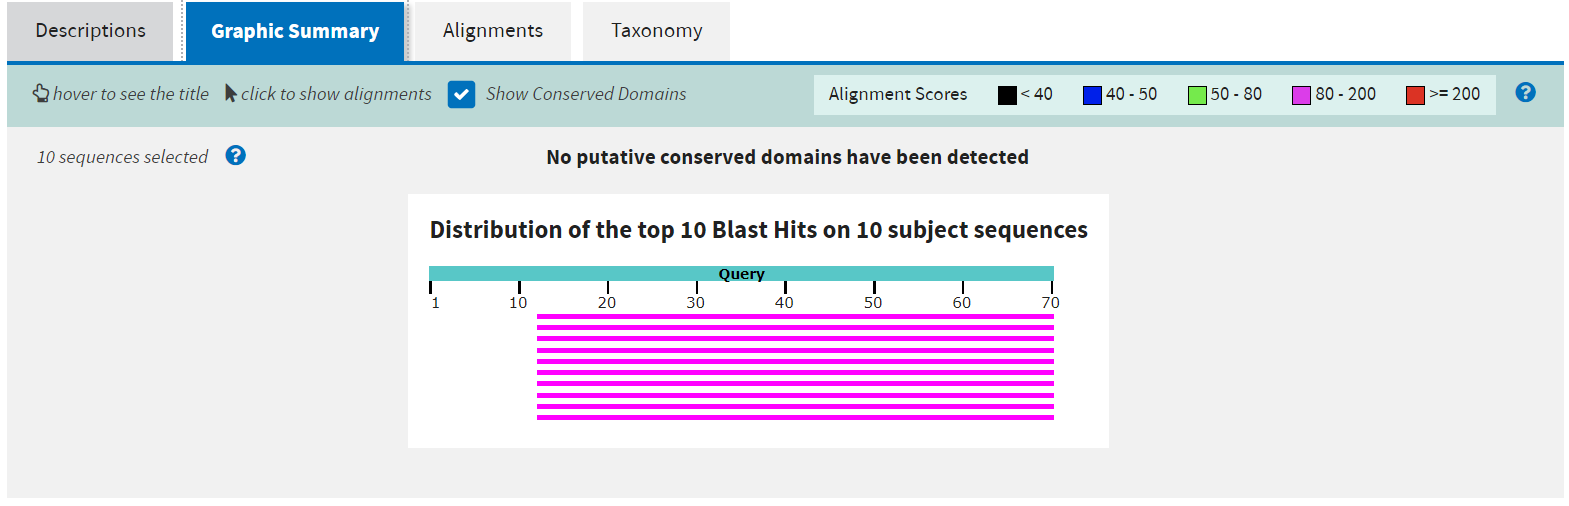 Descriptions Graphic Summary Alignments Taxonomy
hover to see the title click to show alignments Show Conserved Domains Alignment Scores < 40 40 - 50 50 - 80 80 - 200 >= 200 ?
10 sequences selected ? No putative conserved domains have been detected
Distribution of the top 10 Blast Hits on 10 subject sequences
Query
1 10 20 30 40 50 60 70